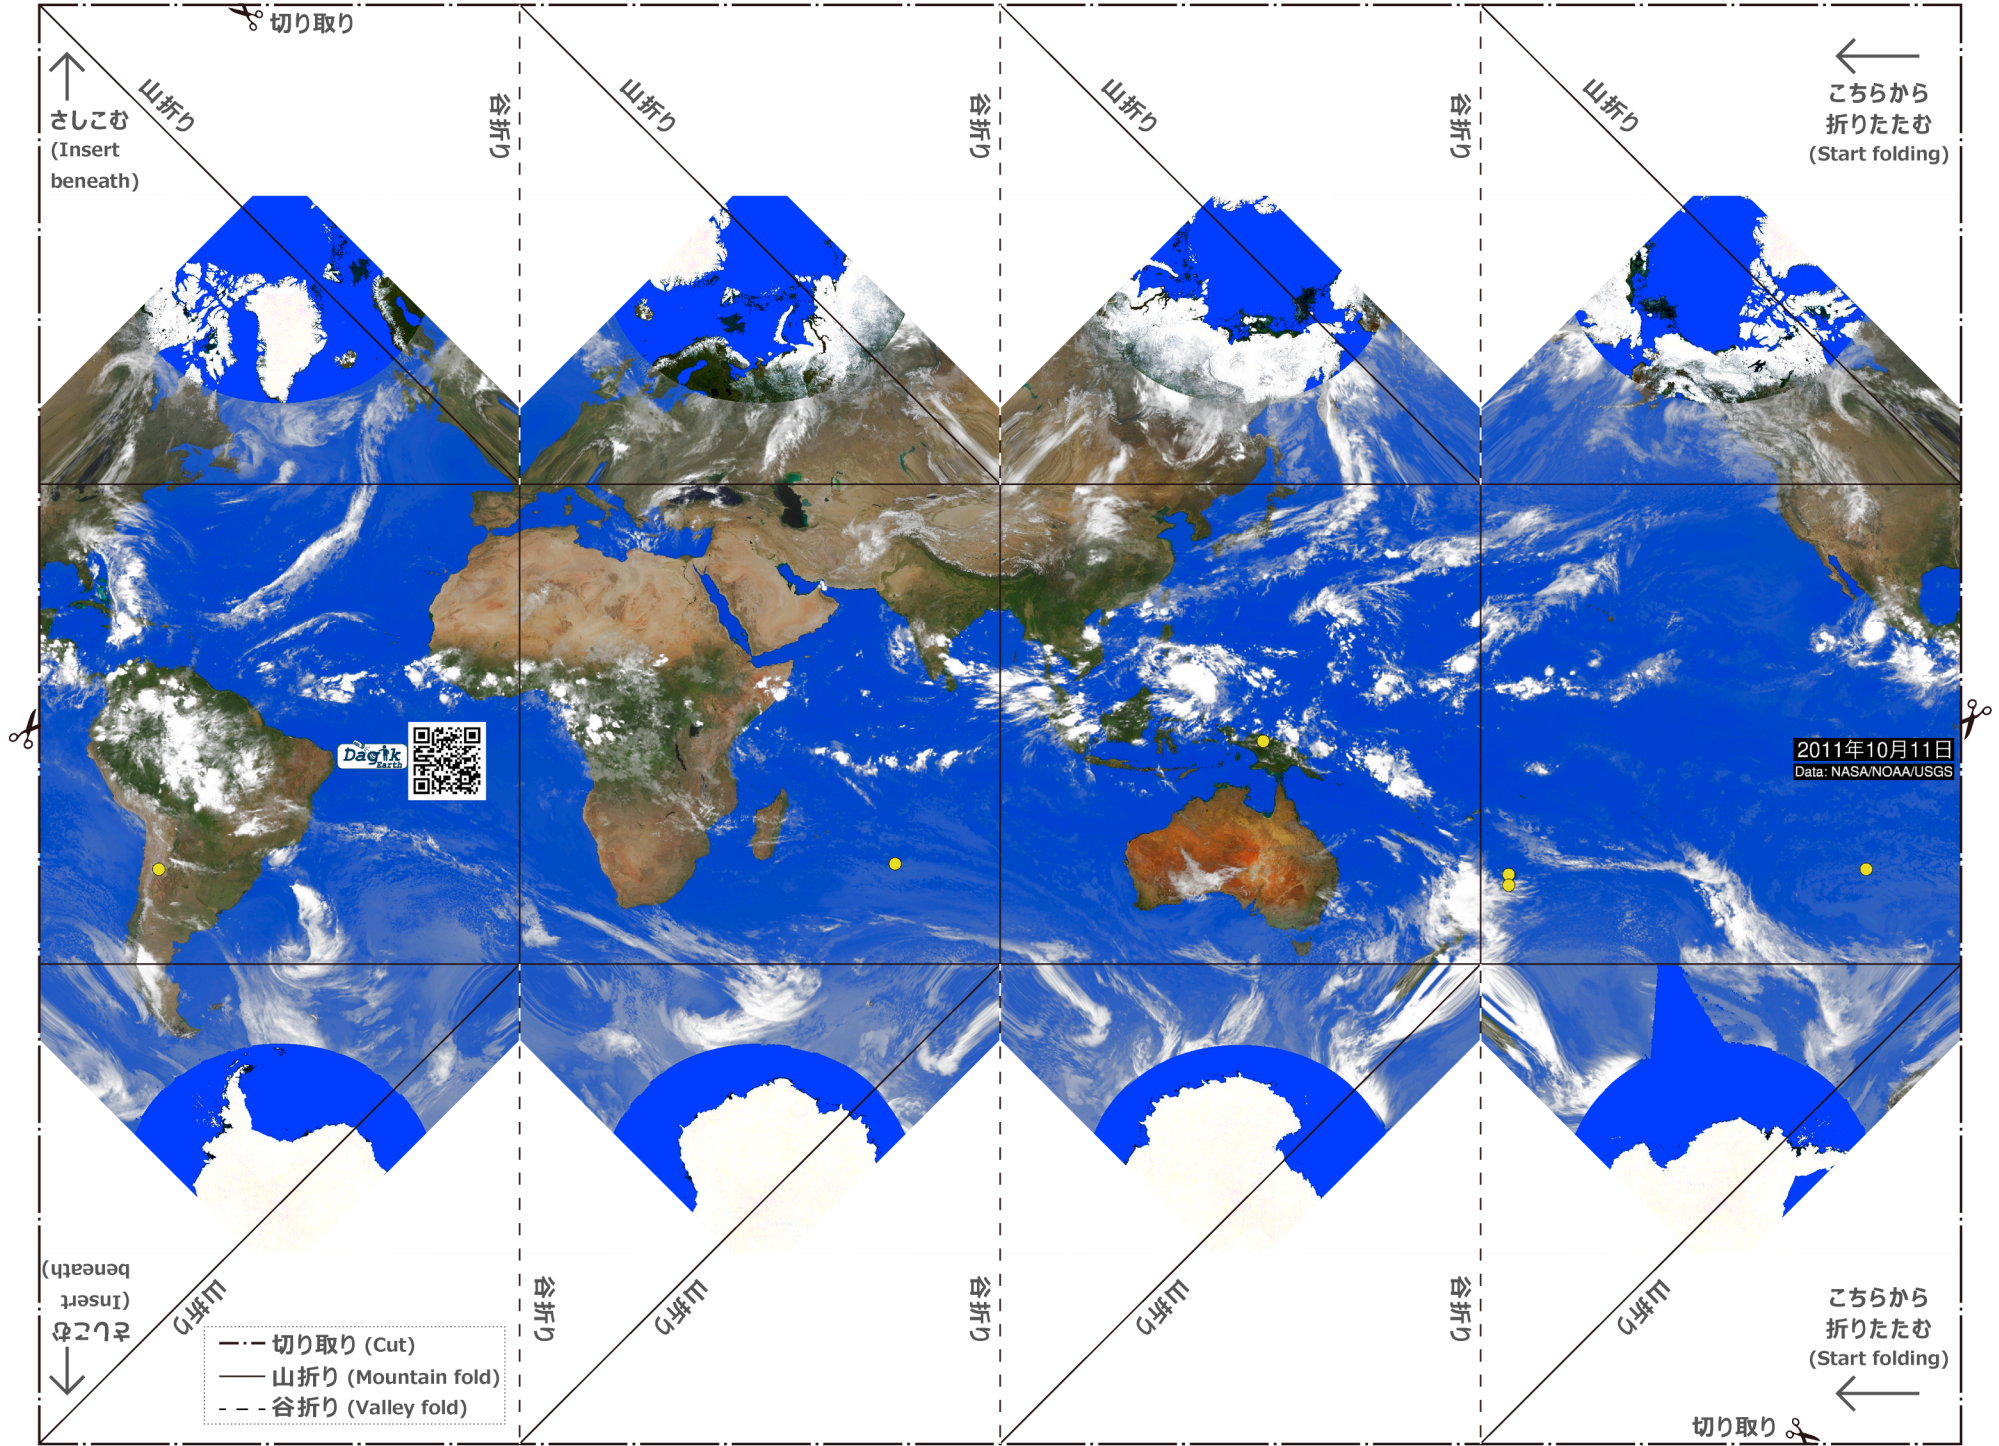 切り取り
さしこむ
(Insert
beneath)
山折り
谷折り
山折り
谷折り
山折り
谷折り
山折り
こちらから
折りたたむ
(Start folding)
Dagik
Earth
2011年10月11日
Data: NASA/NOAA/USGS
さしこむ
(Insert
beneath)
山折り
谷折り
山折り
谷折り
山折り
谷折り
山折り
こちらから
折りたたむ
(Start folding)
切り取り (Cut)
山折り (Mountain fold)
谷折り (Valley fold)
切り取り